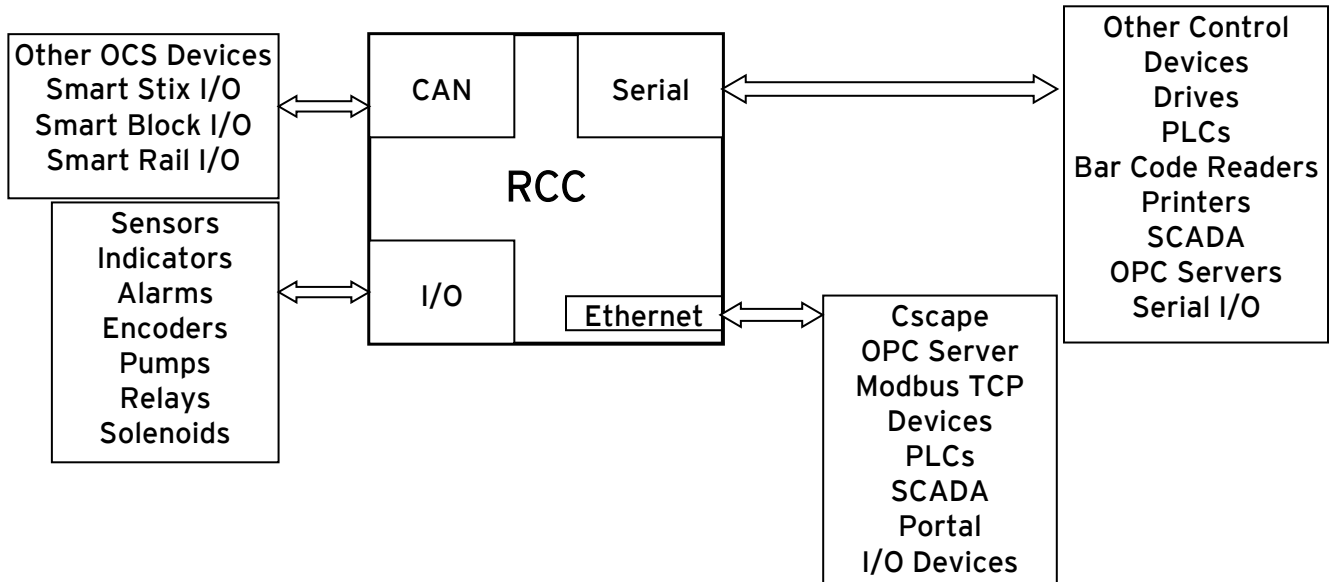 Other OCS Devices
Smart Stix I/O
Smart Block I/O
Smart Rail I/O
Sensors
Indicators
Alarms
Encoders
Pumps
Relays
Solenoids
CAN
Serial
RCC
I/O
Ethernet
Other Control
Devices
Drives
PLCs
Bar Code Readers
Printers
SCADA
OPC Servers
Serial I/O
Cscape
OPC Server
Modbus TCP
Devices
PLCs
SCADA
Portal
I/O Devices